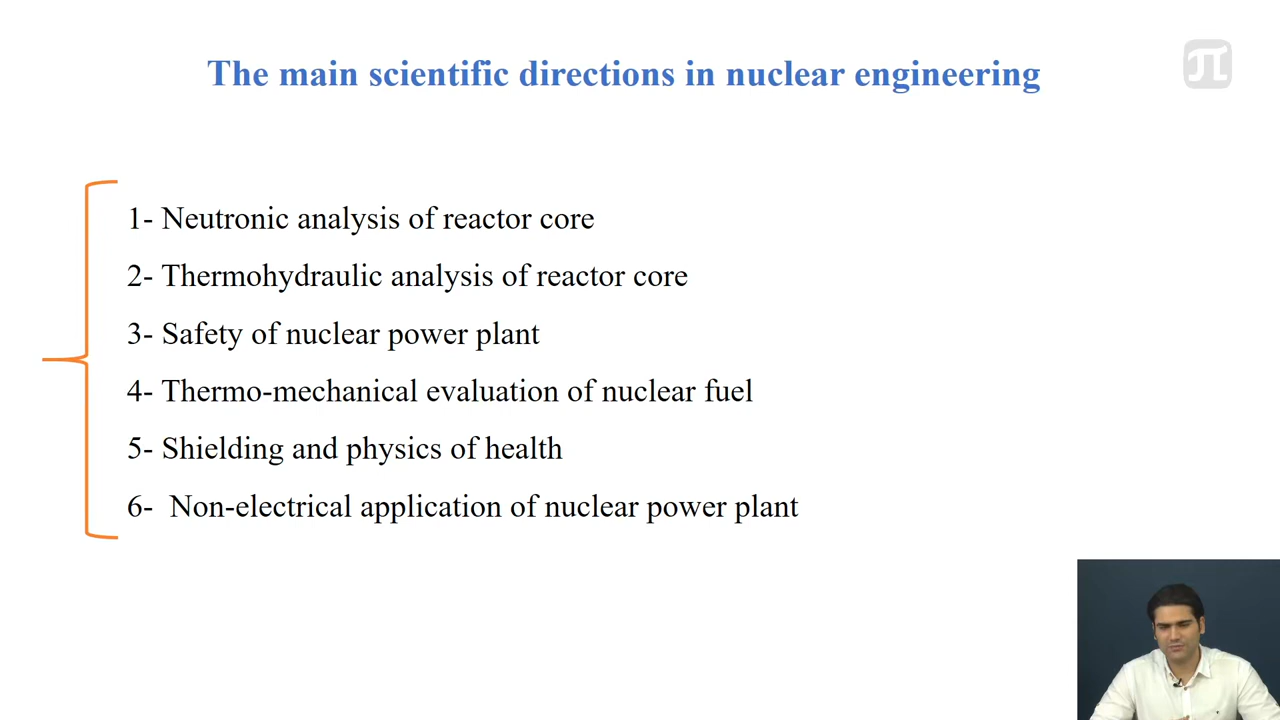 The main scientific directions in nuclear engineering
1- Neutronic analysis of reactor core
2- Thermohydraulic analysis of reactor core
3- Safety of nuclear power plant
4- Thermo-mechanical evaluation of nuclear fuel
5- Shielding and physics of health
6- Non-electrical application of nuclear power plant